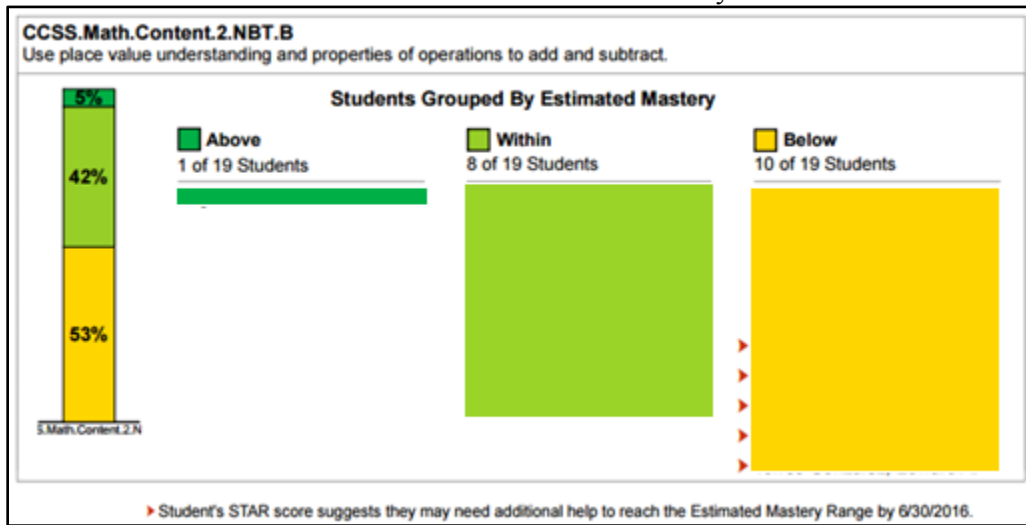 CCSS.Math.Content.2.NBT.B
Use place value understanding and properties of operations to add and subtract.
Students Grouped By Estimated Mastery
5%
42%
53%
S.Math.Content.2.N
Above
1 of 19 Students
Within
8 of 19 Students
Below
10 of 19 Students
Student's STAR score suggests they may need additional help to reach the Estimated Mastery Range by 6/30/2016.